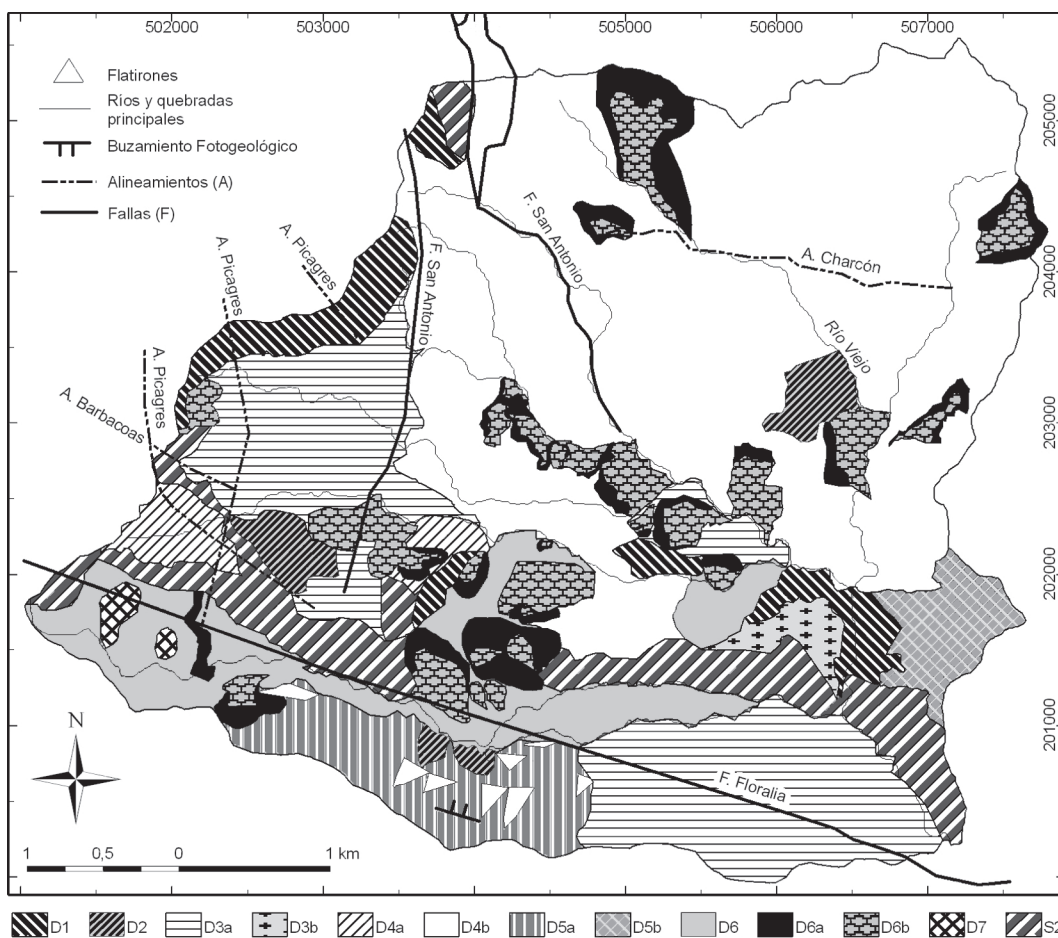 502000 503000 505000 506000 507000
205000
204000
203000
202000
201000
Flatirones
Ríos y quebradas
principales
Buzamiento Fotogeológico
Alineamientos (A)
Fallas (F)
A. Picagres
A. Picagres
A. Picagres
A. Barbacoas
F. San Antonio
F. San Antonio
A. Charcón
Río Viejo
F. Floralia
N
1 0,5 0 1 km
D1 D2 D3a D3b D4a D4b D5a D5b D6 D6a D6b D7 S2